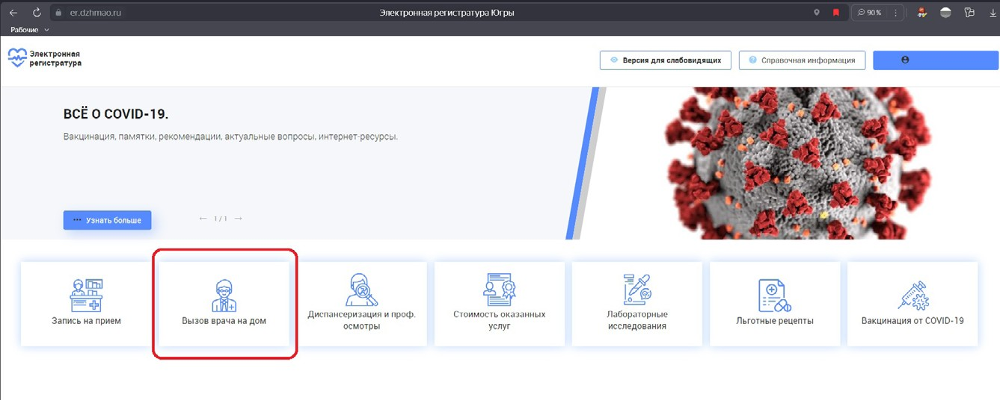 er.dzhmao.ru
Электронная регистратура Югры
90 %
Рабочие
Электронная
регистратура
Версия для слабовидящих
Справочная информация
ВСЁ О COVID-19.
Вакцинация, памятки, рекомендации, актуальные вопросы, интернет-ресурсы.
Узнать больше
1 / 1
Запись на прием
Вызов врача на дом
Диспансеризация и проф.
осмотры
Стоимость оказанных
услуг
Лабораторные
исследования
Льготные рецепты
Вакцинация от COVID-19